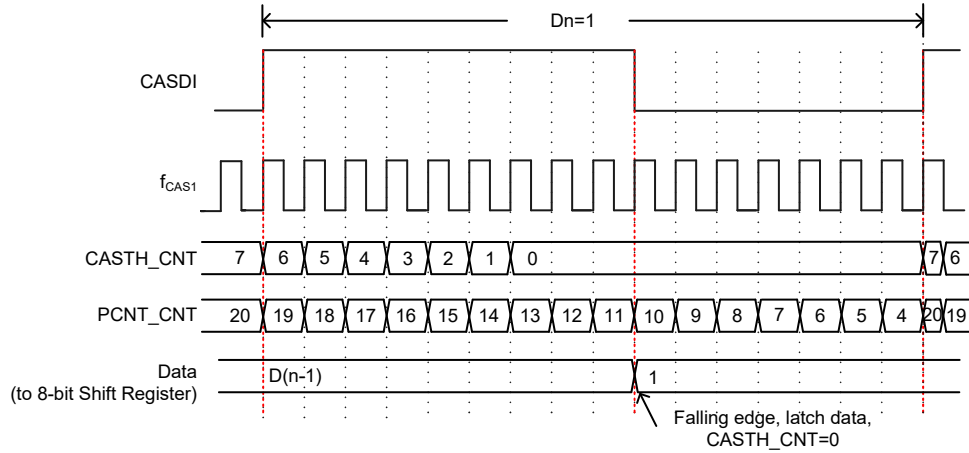 Dn=1
CASDI
fCAS1
CASTH_CNT 7 6 5 4 3 2 1 0 7 6
PCNT_CNT 20 19 18 17 16 15 14 13 12 11 10 9 8 7 6 5 4 20 19
Data
(to 8-bit Shift Register)
D(n-1) 1
Falling edge, latch data,
CASTH_CNT=0